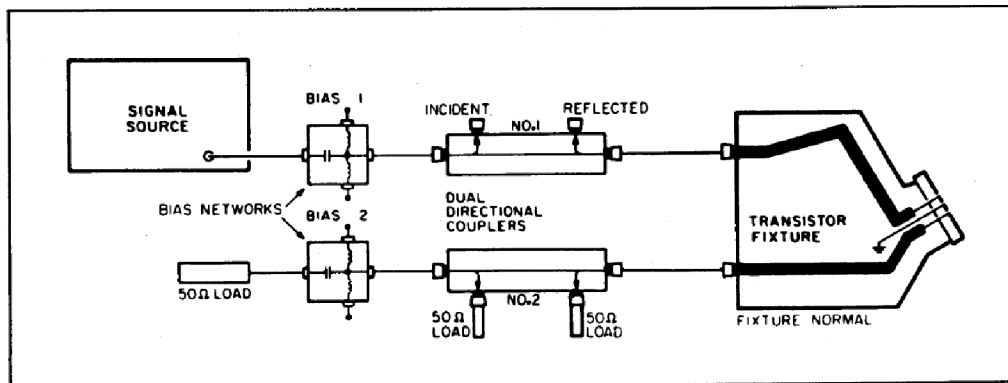 SIGNAL
SOURCE
BIAS 1
INCIDENT
REFLECTED
NO.1
BIAS NETWORKS
BIAS 2
DUAL
DIRECTIONAL
COUPLERS
TRANSISTOR
FIXTURE
50Ω LOAD
NO.2
50Ω
LOAD
50Ω
LOAD
FIXTURE NORMAL